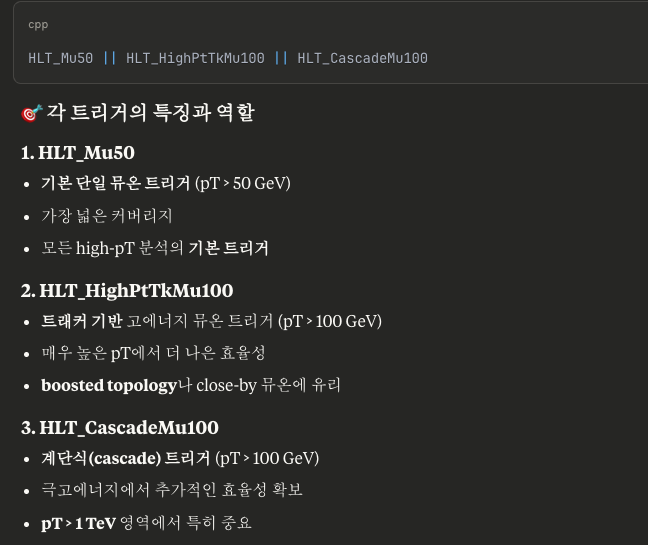 cpp
HLT_Mu50 || HLT_HighPtTkMu100 || HLT_CascadeMu100
🎯 각 트리거의 특징과 역할
1. HLT_Mu50
• 기본 단일 뮤온 트리거 (pT > 50 GeV)
• 가장 넓은 커버리지
• 모든 high-pT 분석의 기본 트리거
2. HLT_HighPtTkMu100
• 트래커 기반 고에너지 뮤온 트리거 (pT > 100 GeV)
• 매우 높은 pT에서 더 나은 효율성
• boosted topology나 close-by 뮤온에 유리
3. HLT_CascadeMu100
• 계단식(cascade) 트리거 (pT > 100 GeV)
• 극고에너지에서 추가적인 효율성 확보
• pT > 1 TeV 영역에서 특히 중요